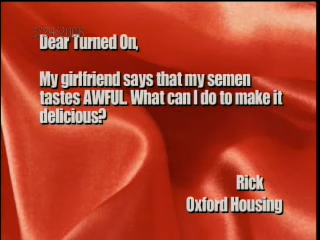 Dear Turned On,
My girlfriend says that my semen
tastes AWFUL. What can I do to make it
delicious?
Rick
Oxford Housing